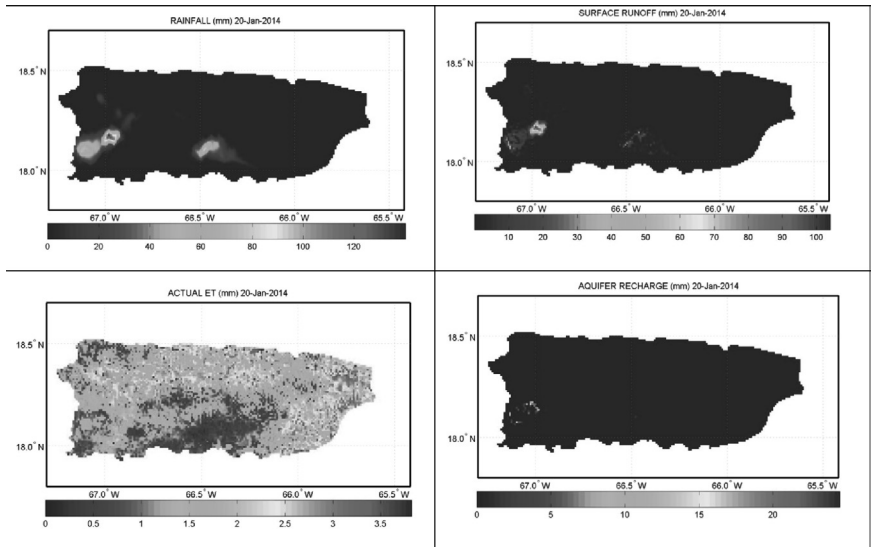 RAINFALL (mm) 20-Jan-2014
18.5° N
18.0° N
67.0° W 66.5° W 66.0° W 65.5° W
0 20 40 60 80 100 120
SURFACE RUNOFF (mm) 20-Jan-2014
18.5° N
18.0° N
67.0° W 66.5° W 66.0° W 65.5° W
10 20 30 40 50 60 70 80 90 100
ACTUAL ET (mm) 20-Jan-2014
18.5° N
18.0° N
67.0° W 66.5° W 66.0° W 65.5° W
0 0.5 1 1.5 2 2.5 3 3.5
AQUIFER RECHARGE (mm) 20-Jan-2014
18.5° N
18.0° N
67.0° W 66.5° W 66.0° W 65.5° W
0 5 10 15 20